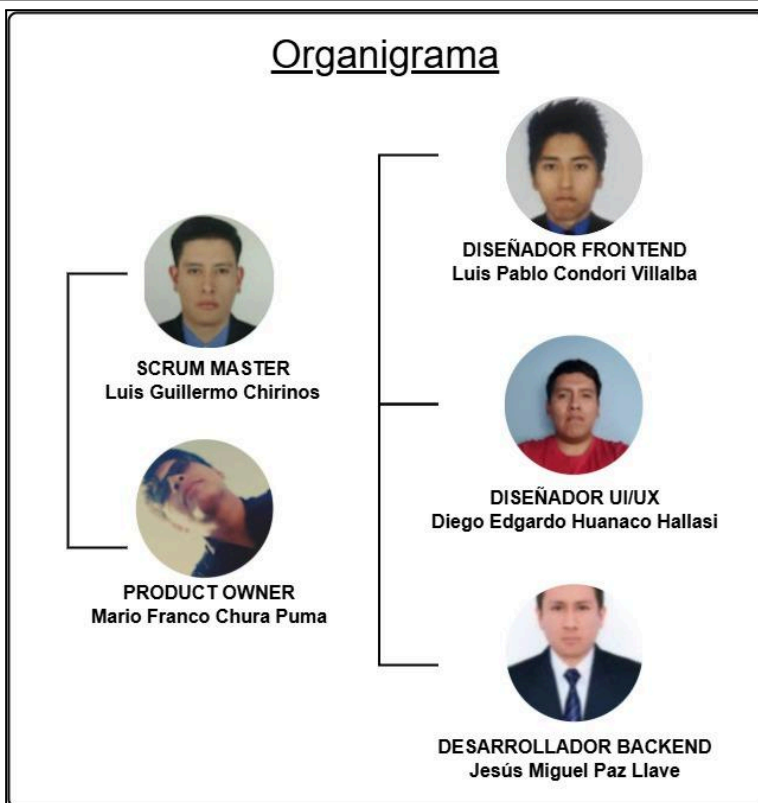 Organigrama
DISEÑADOR FRONTEND
Luis Pablo Condori Villalba
SCRUM MASTER
Luis Guillermo Chirinos
DISEÑADOR UI/UX
Diego Edgardo Huanaco Hallasi
PRODUCT OWNER
Mario Franco Chura Puma
DESARROLLADOR BACKEND
Jesús Miguel Paz Llave